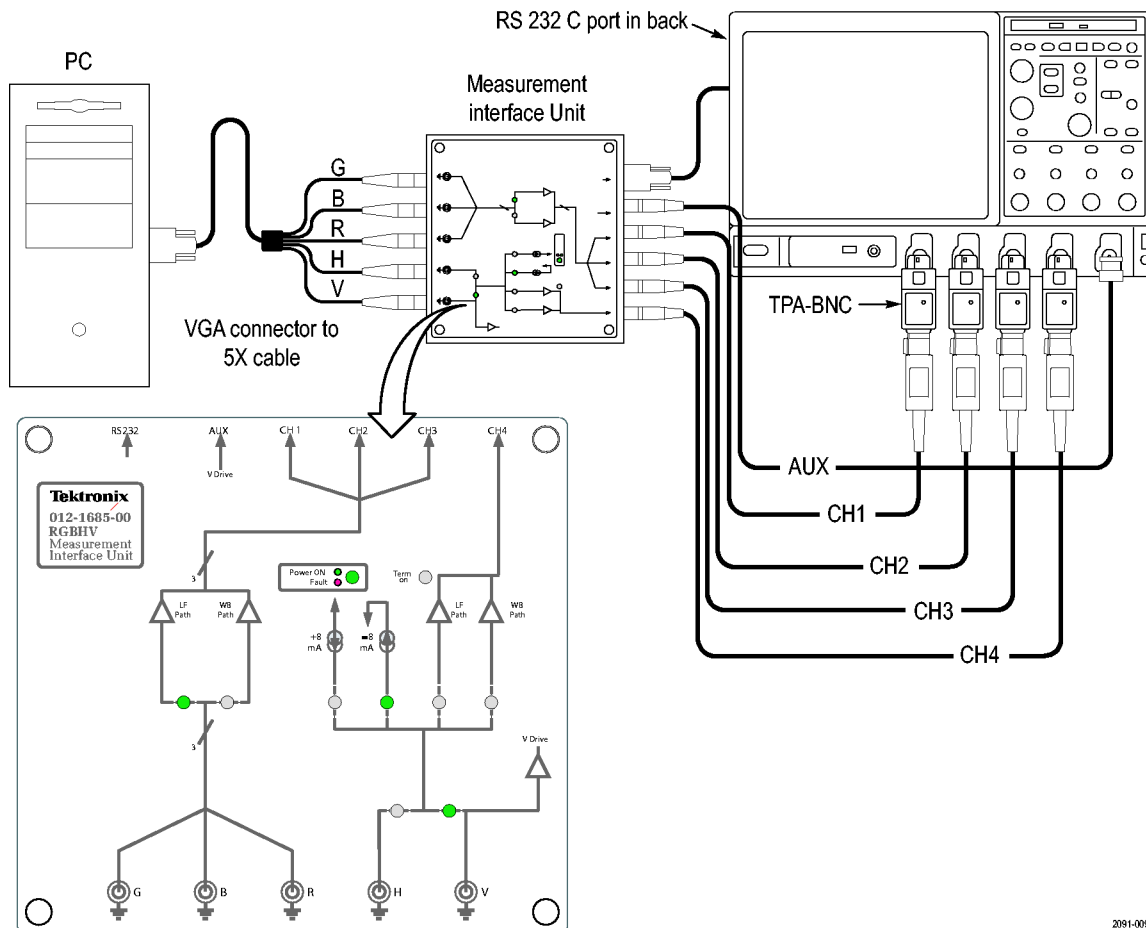 RS 232 C port in back
PC
Measurement
interface Unit
G
B
R
H
V
VGA connector to
5X cable
TPA-BNC
AUX
CH1
CH2
CH3
CH4
RS232
AUX
CH 1
CH2
CH3
CH4
V Drive
Tektronix
012-1685-00
RGBHV
Measurement
Interface Unit
3
Power ON
Fault
Term
on
LF
Path
WB
Path
LF
Path
WB
Path
+8
mA
-8
mA
3
V Drive
G
B
R
H
V
2091-009